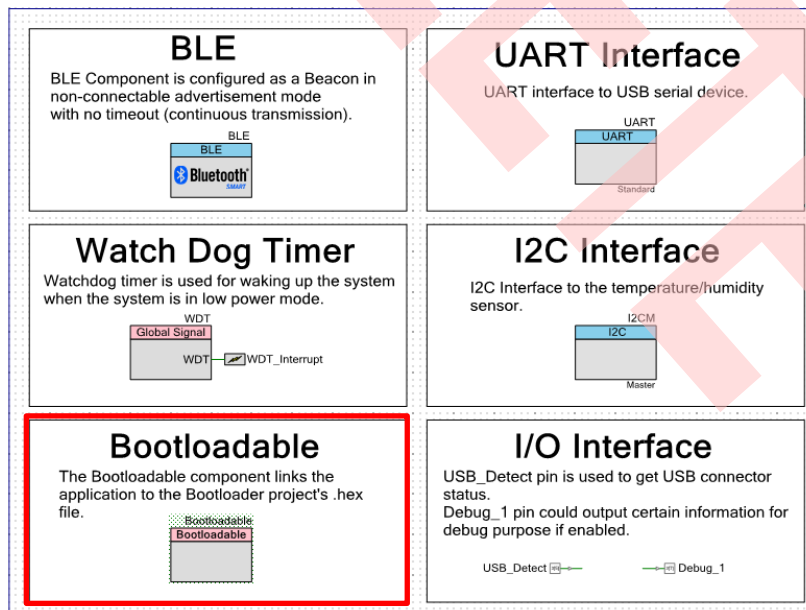 BLE
BLE Component is configured as a Beacon in
non-connectable advertisement mode
with no timeout (continuous transmission).
BLE
BLE
Bluetooth
SMART
UART Interface
UART interface to USB serial device.
UART
UART
Standard
Watch Dog Timer
Watchdog timer is used for waking up the system
when the system is in low power mode.
WDT
Global Signal
WDT WDT_Interrupt
I2C Interface
I2C Interface to the temperature/humidity
sensor.
I2CM
I2C
Master
Bootloadable
The Bootloadable component links the
application to the Bootloader project's .hex
file.
Bootloadable
Bootloadable
I/O Interface
USB_Detect pin is used to get USB connector
status.
Debug_1 pin could output certain information for
debug purpose if enabled.
USB_Detect Debug_1